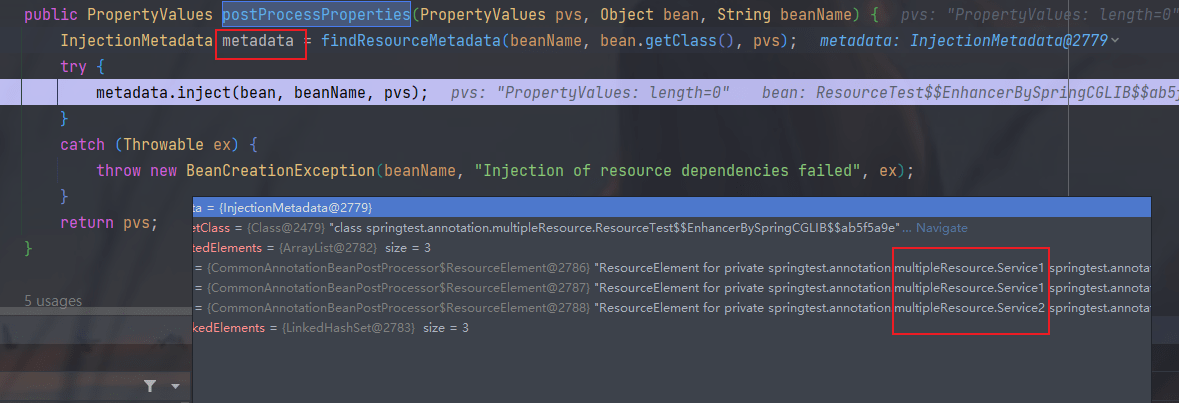 public PropertyValues postProcessProperties(PropertyValues pvs, Object bean, String beanName) { pvs: "PropertyValues: length=0"
InjectionMetadata metadata = findResourceMetadata(beanName, bean.getClass(), pvs); metadata: InjectionMetadata@2779
try {
metadata.inject(bean, beanName, pvs); pvs: "PropertyValues: length=0" bean: ResourceTest$$EnhancerBySpringCGLIB$$ab5
}
catch (Throwable ex) {
throw new BeanCreationException(beanName, "Injection of resource dependencies failed", ex);
}
return pvs;
}
5 usages
ta = {InjectionMetadata@2779}
etClass = {Class@2479} "class springtest.annotation.multipleResource.ResourceTest$$EnhancerBySpringCGLIB$$ab5f5a9e" ... Navigate
tedElements = {ArrayList@2782} size = 3
= {CommonAnnotationBeanPostProcessor$ResourceElement@2786} "ResourceElement for private springtest.annotation.multipleResource.Service1 springtest.annota
= {CommonAnnotationBeanPostProcessor$ResourceElement@2787} "ResourceElement for private springtest.annotation.multipleResource.Service1 springtest.annota
= {CommonAnnotationBeanPostProcessor$ResourceElement@2788} "ResourceElement for private springtest.annotation.multipleResource.Service2 springtest.annota
kedElements = {LinkedHashSet@2783} size = 3